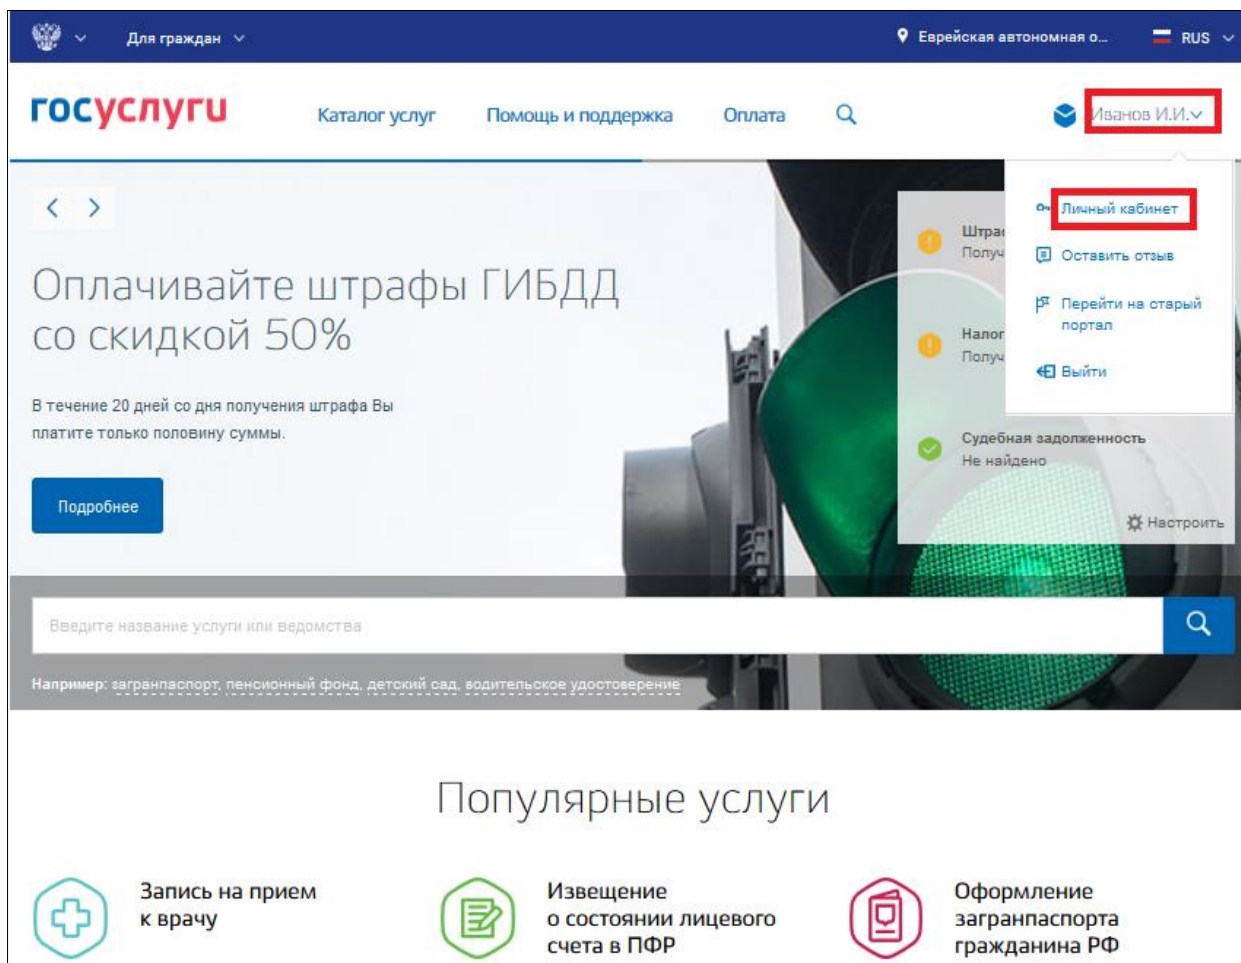 Для граждан
Еврейская автономная о...
RUS
госуслуги
Каталог услуг
Помощь и поддержка
Оплата
Иванов И.И.
Личный кабинет
Оставить отзыв
Перейти на старый
портал
Выйти
Оплачивайте штрафы ГИБДД
со скидкой 50%
В течение 20 дней со дня получения штрафа Вы
платите только половину суммы.
Подробнее
Судебная задолженность
Не найдено
Настроить
Введите название услуги или ведомства
Например: загранпаспорт, пенсионный фонд, детский сад, водительское удостоверение
Популярные услуги
Запись на прием
к врачу
Извещение
о состоянии лицевого
счета в ПФР
Оформление
загранпаспорта
гражданина РФ